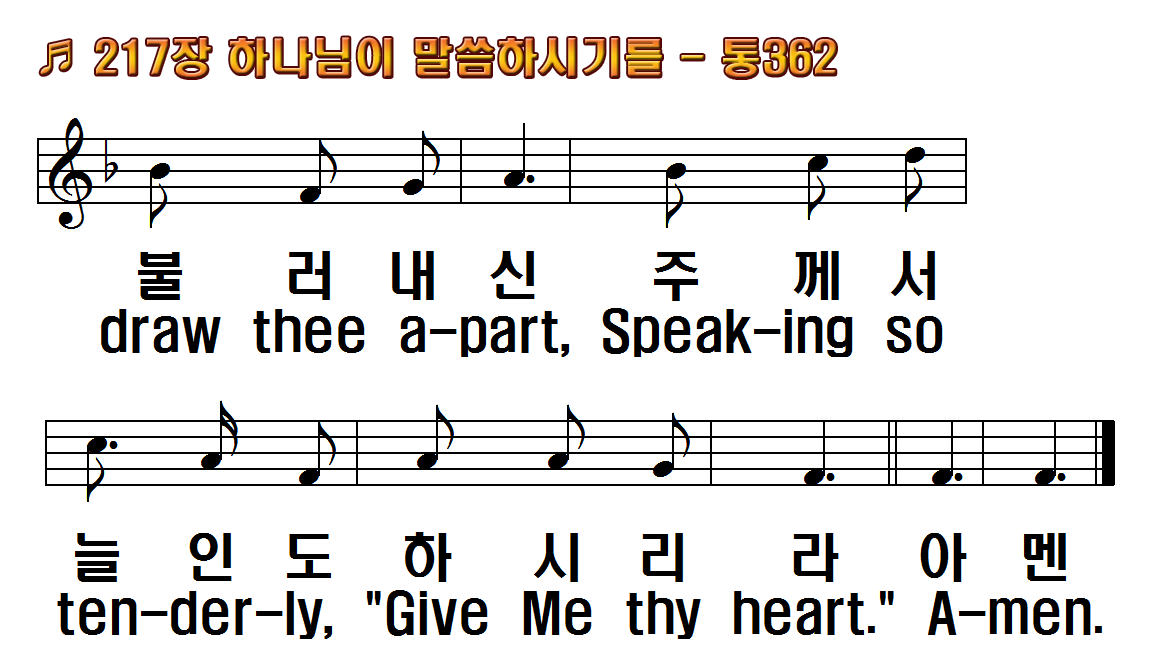 ♬ 217장 하나님이 말씀하시기를 - 통362
불 러 내 신 주 께 서
draw thee a-part, Speak-ing so
늘 인 도 하 시 리 라 아 멘
ten-der-ly, "Give Me thy heart." A-men.